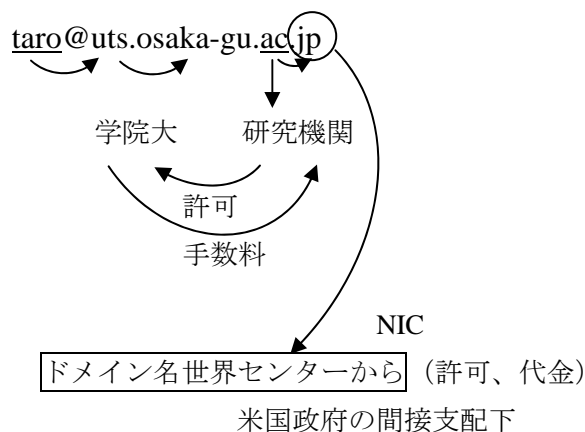 taro@uts.osaka-gu.ac.jp
学院大 研究機関
許可
手数料
NIC
ドメイン名世界センターから（許可、代金）
米国政府の間接支配下